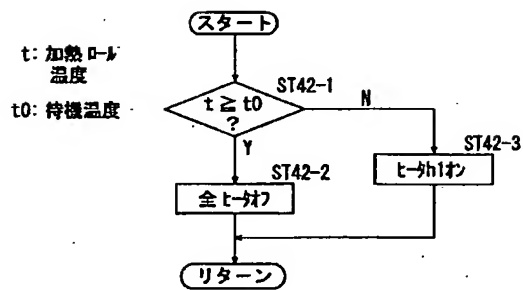 スタート
t: 加熱ロール
温度
t0: 待機温度
ST42-1
t ≧ t0
?
N
Y
ST42-2
全ヒータオフ
ST42-3
ヒータh1オン
リターン